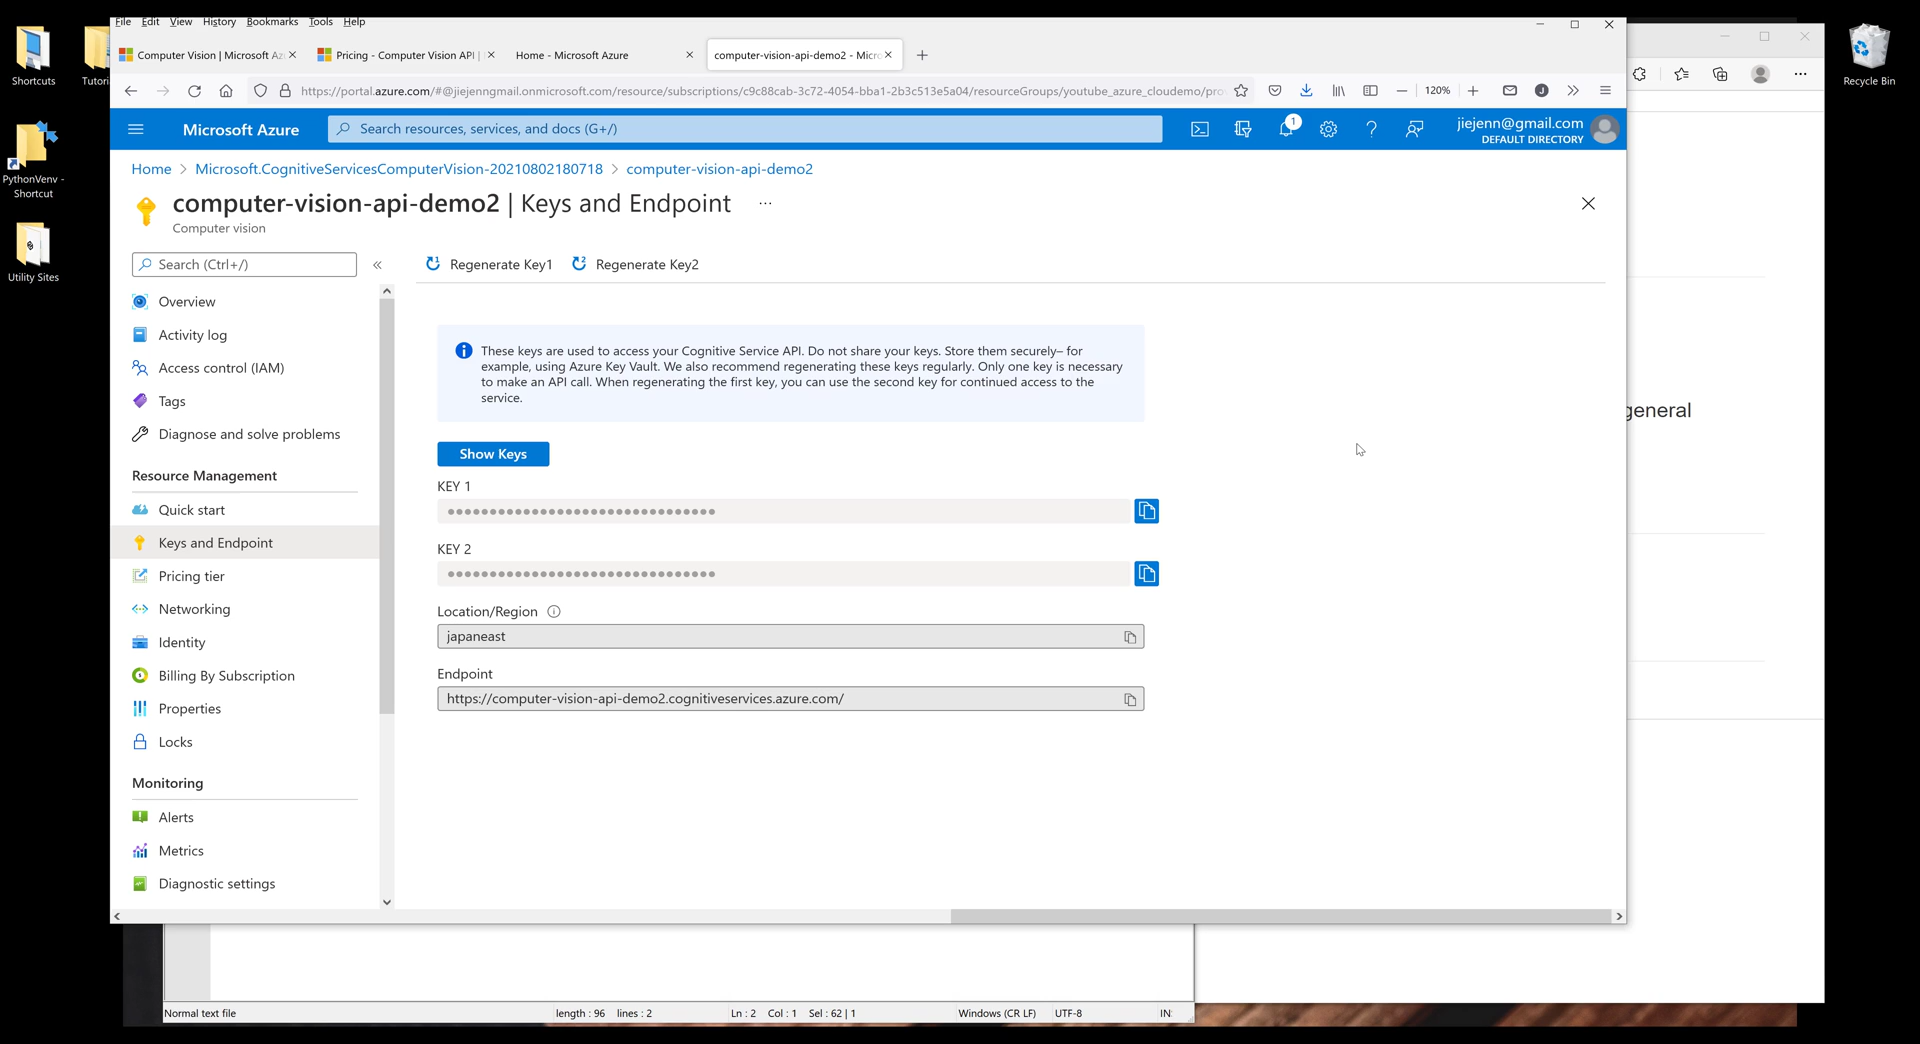 File Edit View History Bookmarks Tools Help
Computer Vision | Microsoft Az
Pricing - Computer Vision API |
Home - Microsoft Azure
computer-vision-api-demo2 - Micro
https://portal.azure.com/#@jiejenngmail.onmicrosoft.com/resource/subscriptions/c9c88cab-3c72-4054-bba1-2b3c513e5a04/resourceGroups/youtube_azure_cloudemo/pro
120%
Microsoft Azure
Search resources, services, and docs (G+/)
1
jiejenn@gmail.com
DEFAULT DIRECTORY
Home > Microsoft.CognitiveServicesComputerVision-20210802180718 > computer-vision-api-demo2
computer-vision-api-demo2 | Keys and Endpoint ...
Computer vision
Search (Ctrl+/)
Regenerate Key1
Regenerate Key2
Overview
Activity log
Access control (IAM)
Tags
Diagnose and solve problems
Resource Management
Quick start
Keys and Endpoint
Pricing tier
Networking
Identity
Billing By Subscription
Properties
Locks
Monitoring
Alerts
Metrics
Diagnostic settings
These keys are used to access your Cognitive Service API. Do not share your keys. Store them securely– for
example, using Azure Key Vault. We also recommend regenerating these keys regularly. Only one key is necessary
to make an API call. When regenerating the first key, you can use the second key for continued access to the
service.
Show Keys
KEY 1
KEY 2
Location/Region
japaneast
Endpoint
https://computer-vision-api-demo2.cognitiveservices.azure.com/
general
Shortcuts
Tutori
PythonVenv -
Shortcut
Utility Sites
Recycle Bin
Normal text file
length : 96 lines : 2
Ln : 2 Col : 1 Sel : 62 | 1
Windows (CR LF)
UTF-8
IN